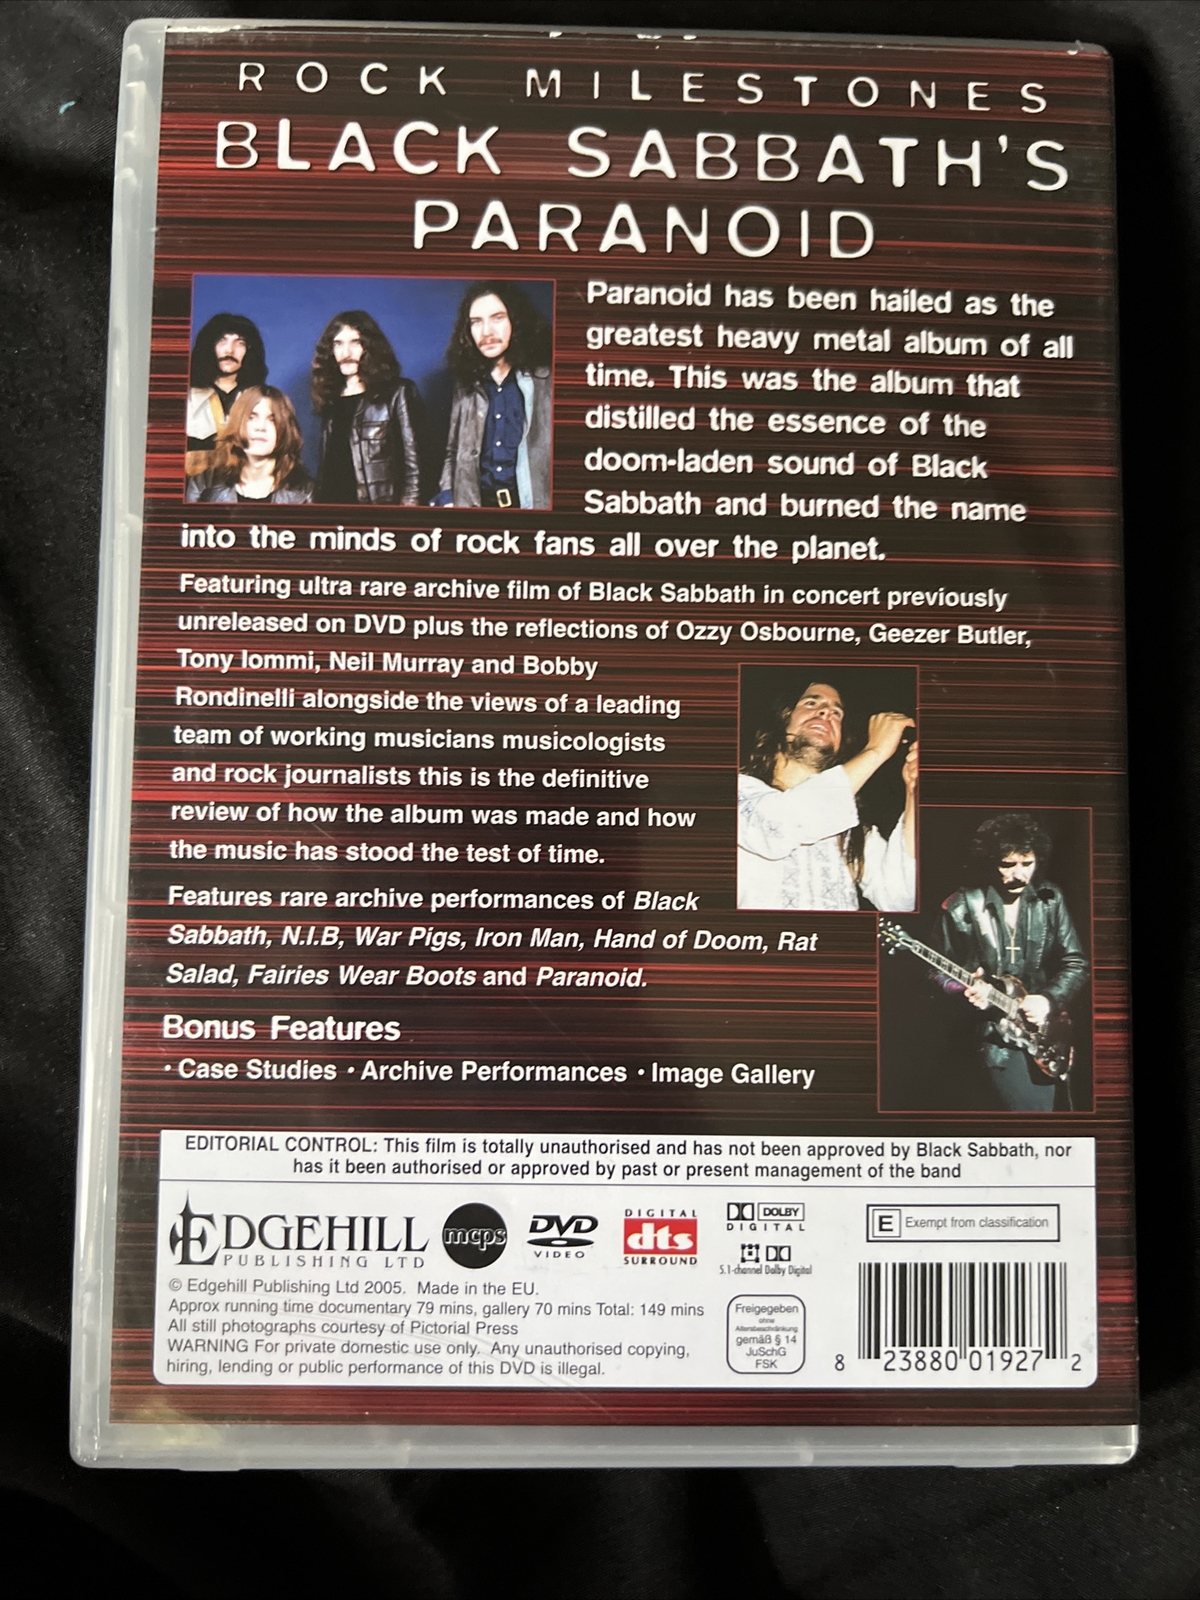 ROCK MILESTONES
BLACK SABBATH'S
PARANOID
Paranoid has been hailed as the
greatest heavy metal album of all
time. This was the album that
distilled the essence of the
doom-laden sound of Black
Sabbath and burned the name
into the minds of rock fans all over the planet.
Featuring ultra rare archive film of Black Sabbath in concert previously
unreleased on DVD plus the reflections of Ozzy Osbourne, Geezer Butler,
Tony Iommi, Neil Murray and Bobby
Rondinelli alongside the views of a leading
team of working musicians musicologists
and rock journalists this is the definitive
review of how the album was made and how
the music has stood the test of time.
Features rare archive performances of Black
Sabbath, N.I.B, War Pigs, Iron Man, Hand of Doom, Rat
Salad, Fairies Wear Boots and Paranoid.
Bonus Features
• Case Studies • Archive Performances • Image Gallery
EDITORIAL CONTROL: This film is totally unauthorised and has not been approved by Black Sabbath, nor
has it been authorised or approved by past or present management of the band
EDGEHILL
PUBLISHING LTD
mcps
DVD
VIDEO
DIGITAL
dts
SURROUND
DOLBY
DIGITAL
5.1-channel Dolby Digital
E Exempt from classification
© Edgehill Publishing Ltd 2005. Made in the EU.
Approx running time documentary 79 mins, gallery 70 mins Total: 149 mins
All still photographs courtesy of Pictorial Press
WARNING For private domestic use only. Any unauthorised copying,
hiring, lending or public performance of this DVD is illegal.
Freigegeben
ohne
Altersbeschränkung
gemäß § 14
JuSchG
FSK
8 23880 01927 2